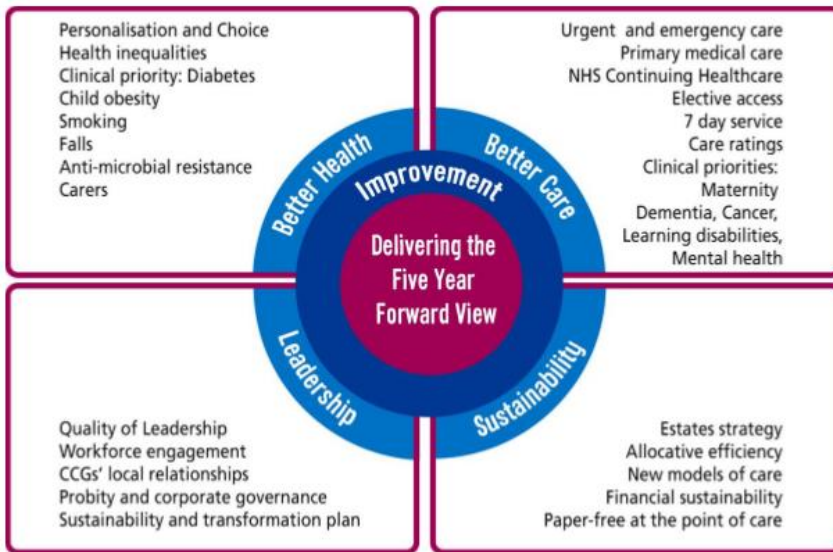 Personalisation and Choice
Health inequalities
Clinical priority: Diabetes
Child obesity
Smoking
Falls
Anti-microbial resistance
Carers
Urgent and emergency care
Primary medical care
NHS Continuing Healthcare
Elective access
7 day service
Care ratings
Clinical priorities:
Maternity
Dementia, Cancer,
Learning disabilities,
Mental health
Better Health
Better Care
Improvement
Delivering the
Five Year
Forward View
Leadership
Sustainability
Quality of Leadership
Workforce engagement
CCGs' local relationships
Probity and corporate governance
Sustainability and transformation plan
Estates strategy
Allocative efficiency
New models of care
Financial sustainability
Paper-free at the point of care